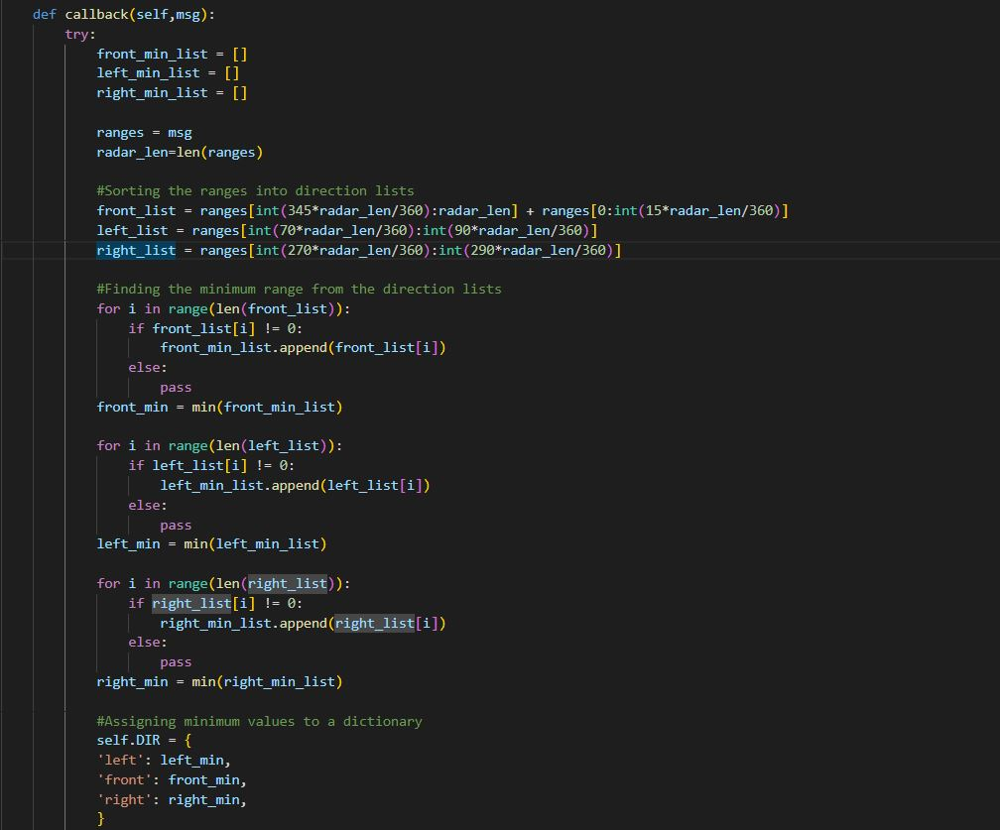 def callback(self,msg):
    try:
        front_min_list = []
        left_min_list = []
        right_min_list = []

        ranges = msg
        radar_len=len(ranges)

        #Sorting the ranges into direction lists
        front_list = ranges[int(345*radar_len/360):radar_len] + ranges[0:int(15*radar_len/360)]
        left_list = ranges[int(70*radar_len/360):int(90*radar_len/360)]
        right_list = ranges[int(270*radar_len/360):int(290*radar_len/360)]

        #Finding the minimum range from the direction lists
        for i in range(len(front_list)):
            if front_list[i] != 0:
                front_min_list.append(front_list[i])
            else:
                pass
        front_min = min(front_min_list)

        for i in range(len(left_list)):
            if left_list[i] != 0:
                left_min_list.append(left_list[i])
            else:
                pass
        left_min = min(left_min_list)

        for i in range(len(right_list)):
            if right_list[i] != 0:
                right_min_list.append(right_list[i])
            else:
                pass
        right_min = min(right_min_list)

        #Assigning minimum values to a dictionary
        self.DIR = {
        'left': left_min,
        'front': front_min,
        'right': right_min,
        }